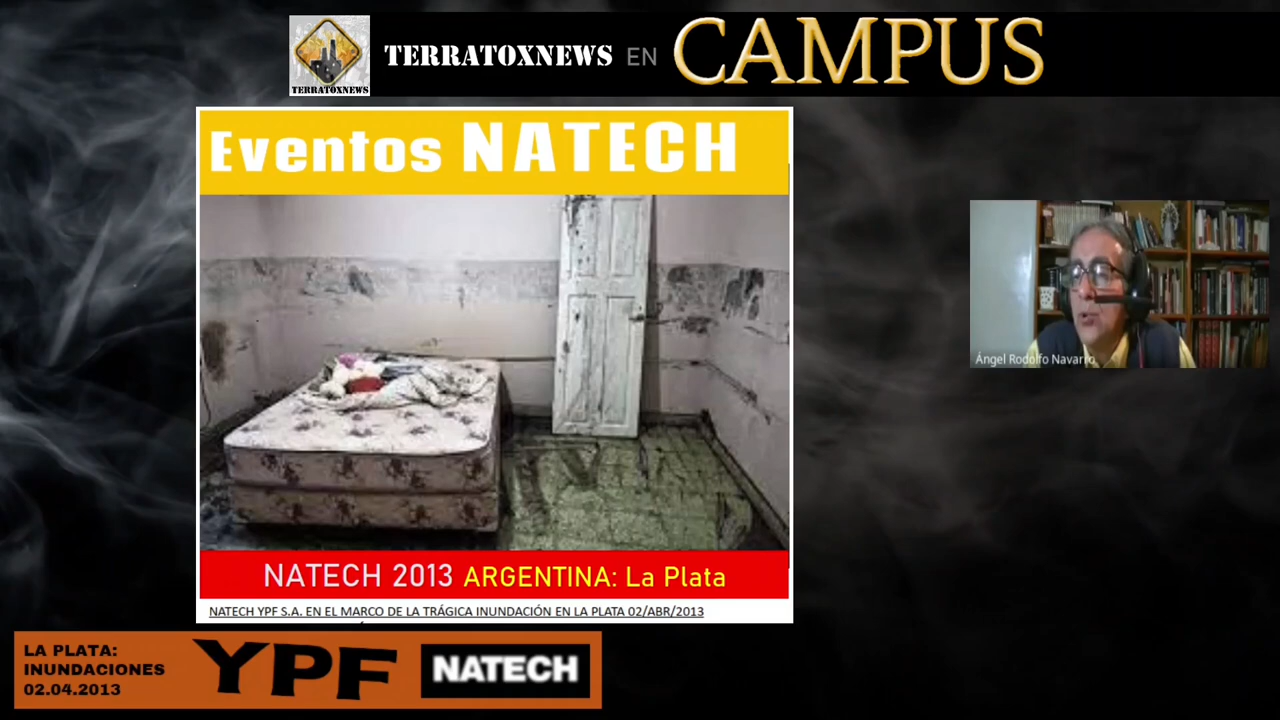 TERRATOXNEWS
TERRATOXNEWS EN CAMPUS
Eventos NATECH
Ángel Rodolfo Navarro
NATECH 2013 ARGENTINA: La Plata
NATECH YPF S.A. EN EL MARCO DE LA TRÁGICA INUNDACIÓN EN LA PLATA 02/ABR/2013
LA PLATA:
INUNDACIONES
02.04.2013
YPF
NATECH